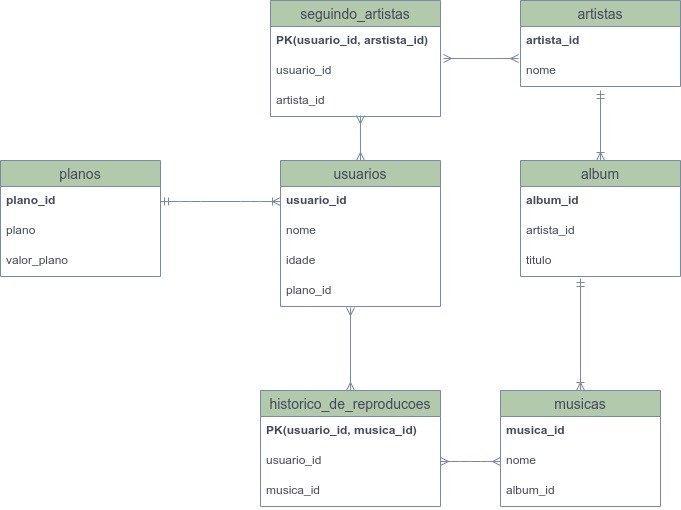 seguindo_artistas
PK(usuario_id, arstista_id)
usuario_id
artista_id
artistas
artista_id
nome
planos
plano_id
plano
valor_plano
usuarios
usuario_id
nome
idade
plano_id
album
album_id
artista_id
titulo
historico_de_reproducoes
PK(usuario_id, musica_id)
usuario_id
musica_id
musicas
musica_id
nome
album_id